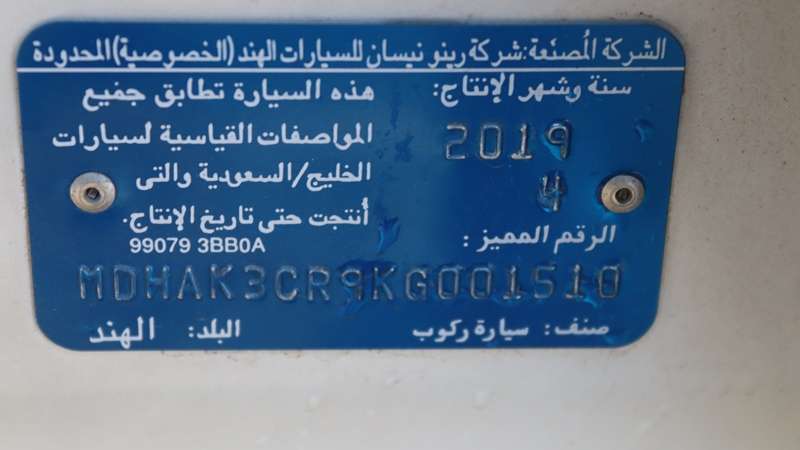 الشركة المُصنعة: شركة رينو نيسان للسيارات الهند (الخصوصية) المحدودة
سنة وشهر الإنتاج:
2019
4
هذه السيارة تطابق جميع
المواصفات القياسية لسيارات
الخليج/السعودية والتى
أُنتجت حتى تاريخ الإنتاج.
99079 3BB0A
الرقم المميز :
MDHAK3CR9KG001510
صنف: سيارة ركوب
البلد: الهند